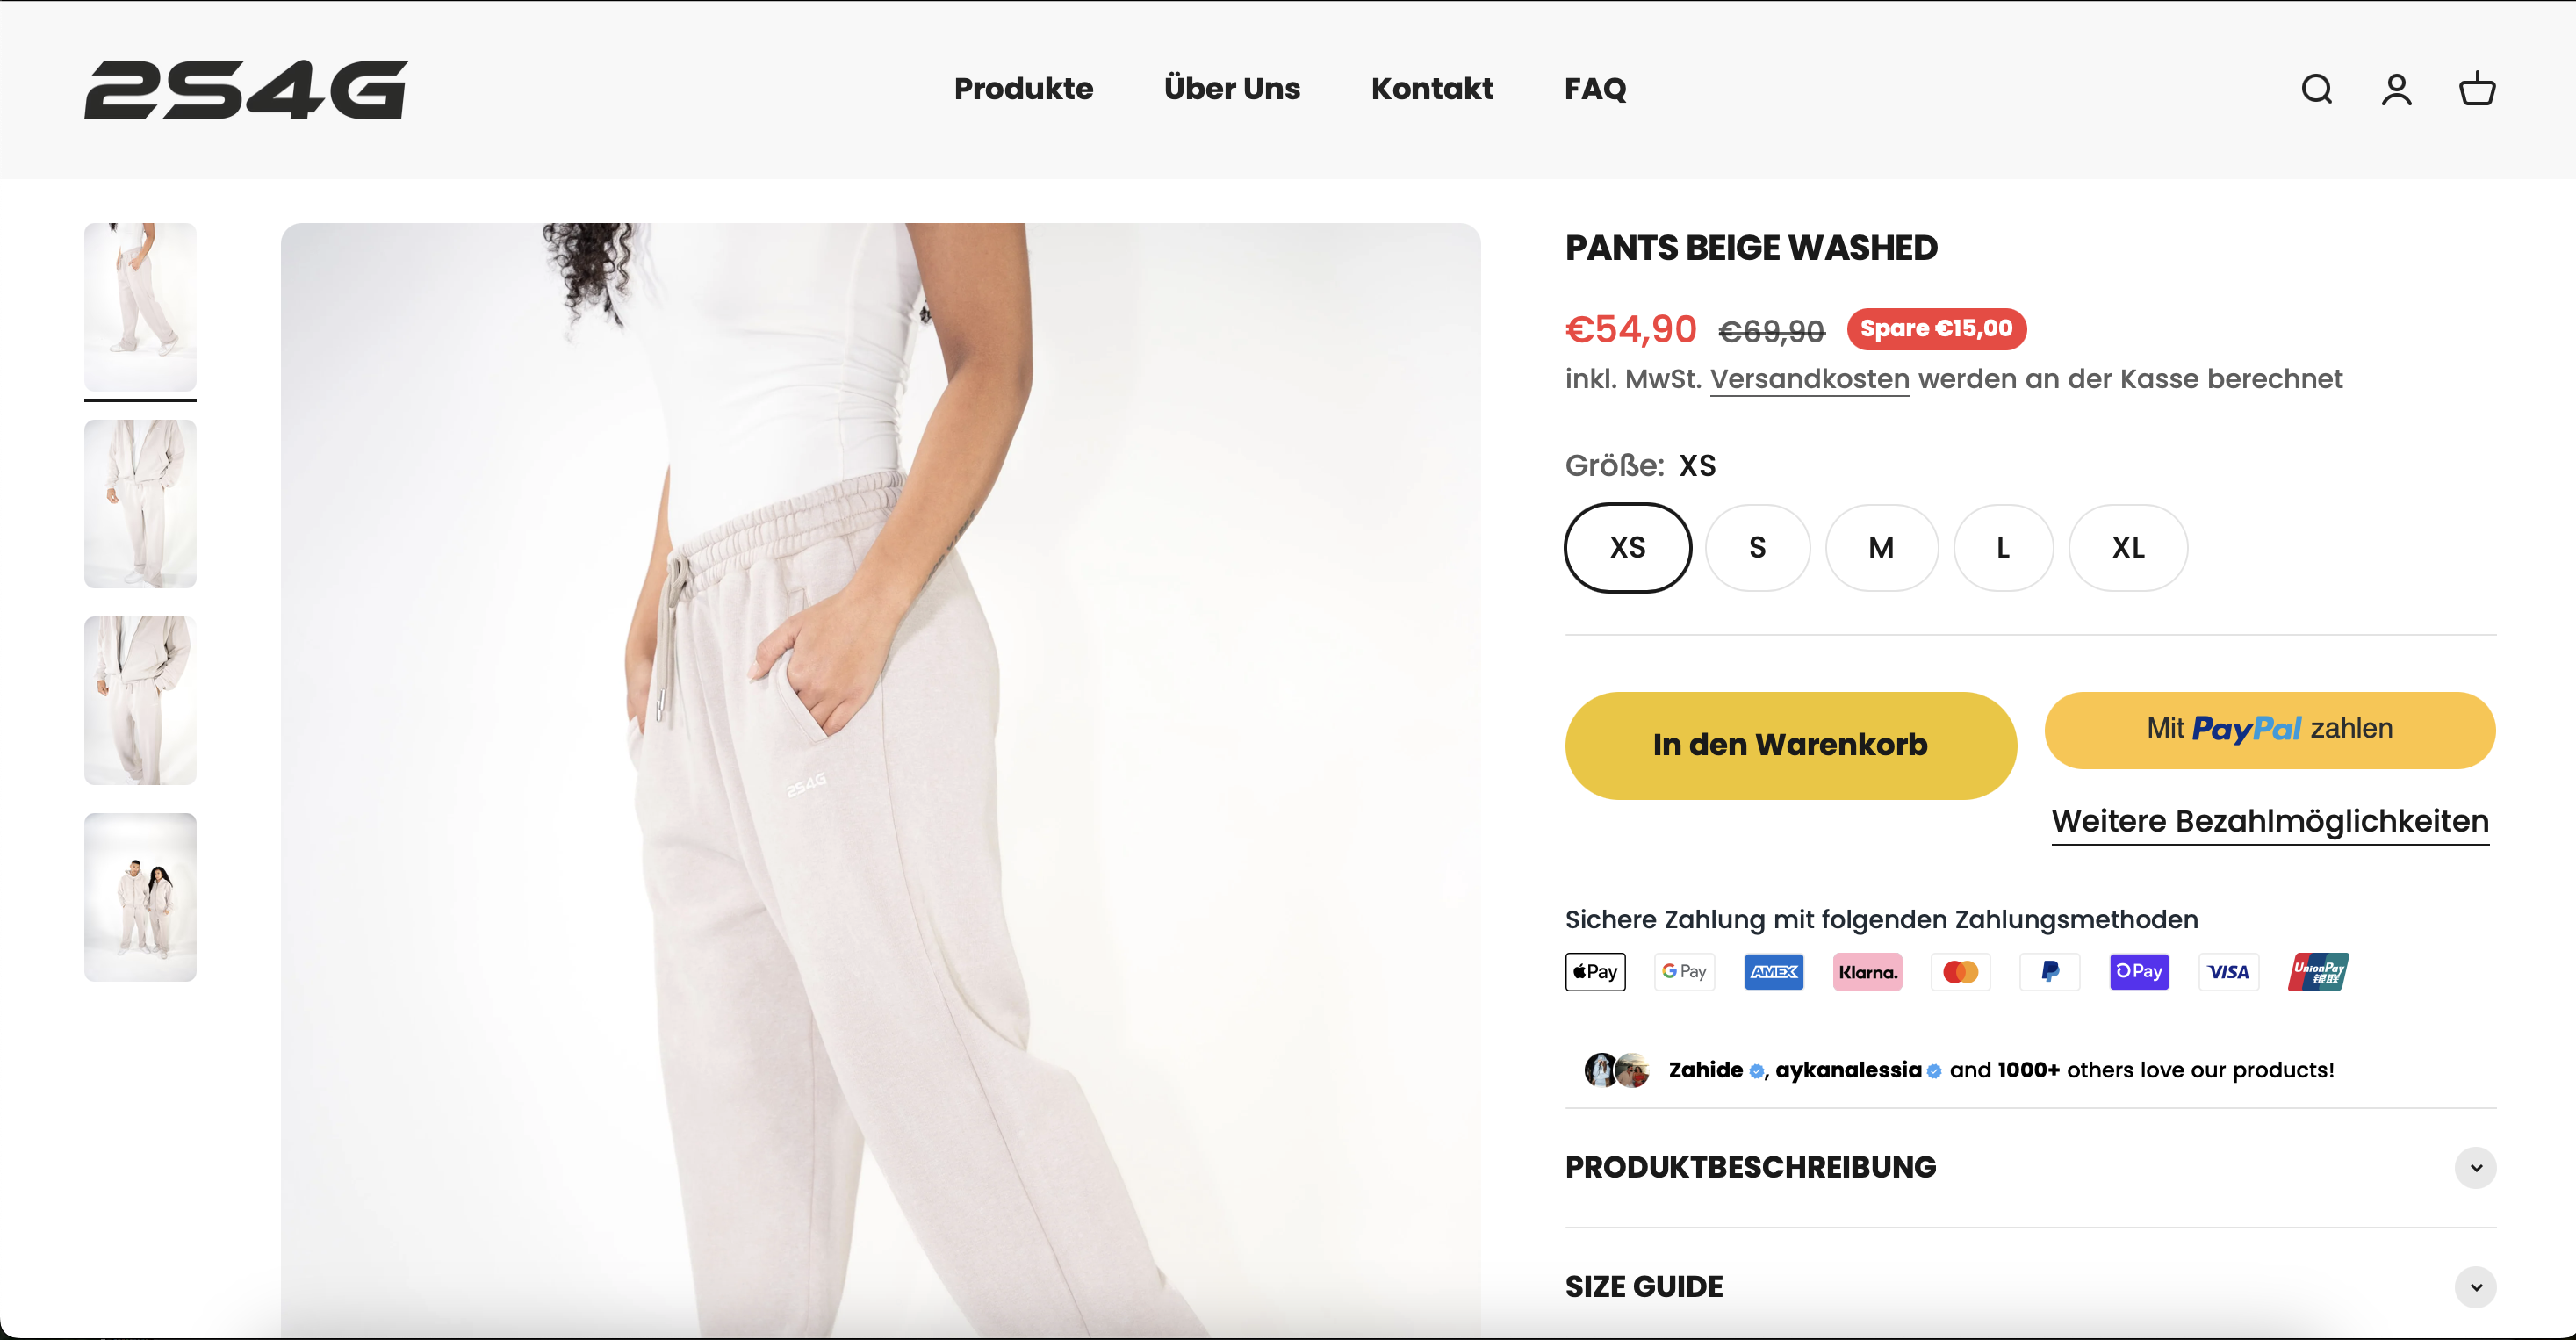 2S4G
Produkte
Über Uns
Kontakt
FAQ
2S4G
PANTS BEIGE WASHED
€54,90 €69,90 Spare €15,00
inkl. MwSt. Versandkosten werden an der Kasse berechnet
Größe: XS
XS
S
M
L
XL
In den Warenkorb
Mit PayPal zahlen
Weitere Bezahlmöglichkeiten
Sichere Zahlung mit folgenden Zahlungsmethoden
Pay G Pay AMEX Klarna. P Pay VISA UnionPay 银联
Zahide, aykanalessia and 1000+ others love our products!
PRODUKTBESCHREIBUNG
SIZE GUIDE